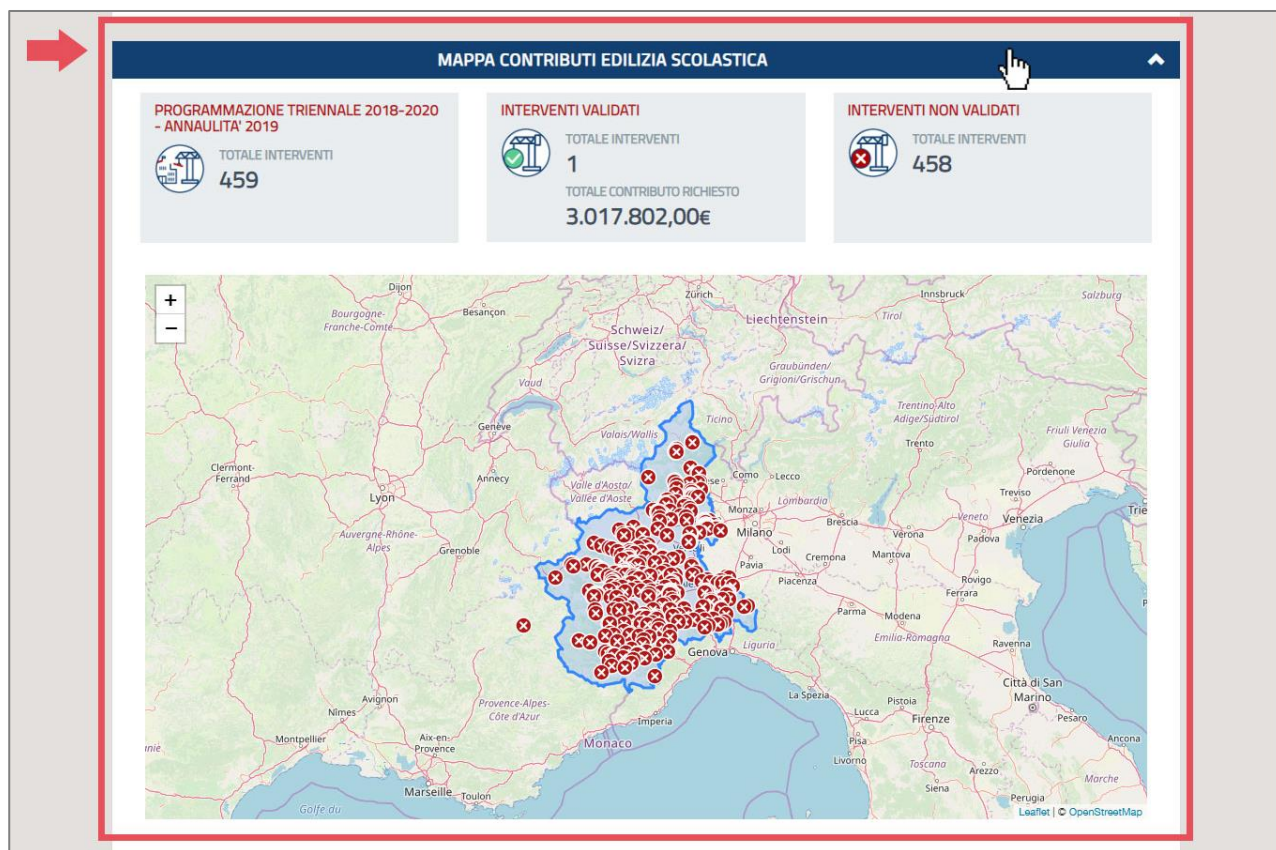 MAPPA CONTRIBUTI EDILIZIA SCOLASTICA
PROGRAMMAZIONE TRIENNALE 2018-2020
- ANNAULITA' 2019
TOTALE INTERVENTI
459
INTERVENTI VALIDATI
TOTALE INTERVENTI
1
TOTALE CONTRIBUTO RICHIESTO
3.017.802,00€
INTERVENTI NON VALIDATI
TOTALE INTERVENTI
458
+
−
Dijon
Besançon
Bourgogne-
Franche-Comté
Zürich
Liechtenstein
Innsbruck
Tirol
Salzburg
Schweiz/
Suisse/Svizzera/
Svizra
Graubünden/
Grigioni/Grischun
Vaud
Genève
Valais/Wallis
Ticino
Trentino-Alto
Adige/Südtirol
Trento
Friuli Venezia
Giulia
Pordenone
Clermont-
Ferrand
Lyon
Annecy
Valle d'Aosta/
Vallée d'Aoste
Como
Lecco
Monza
Lombardia
Milano
Brescia
Verona
Veneto
Treviso
Venezia
Padova
Auvergne-Rhône-
Alpes
Grenoble
Pavia
Lodi
Cremona
Mantova
Piacenza
Rovigo
Ferrara
Parma
Modena
Emilia-Romagna
Ravenna
Genova
Liguria
Città di San
Marino
Pesaro
La Spezia
Pistoia
Lucca
Firenze
Pisa
Livorno
Avignon
Nîmes
Provence-Alpes-
Côte d'Azur
Imperia
Monaco
Montpellier
Aix-en-
Provence
Marseille
Toulon
Golfe du
Toscana
Arezzo
Siena
Perugia
Ancona
Marche
Leaflet | © OpenStreetMap